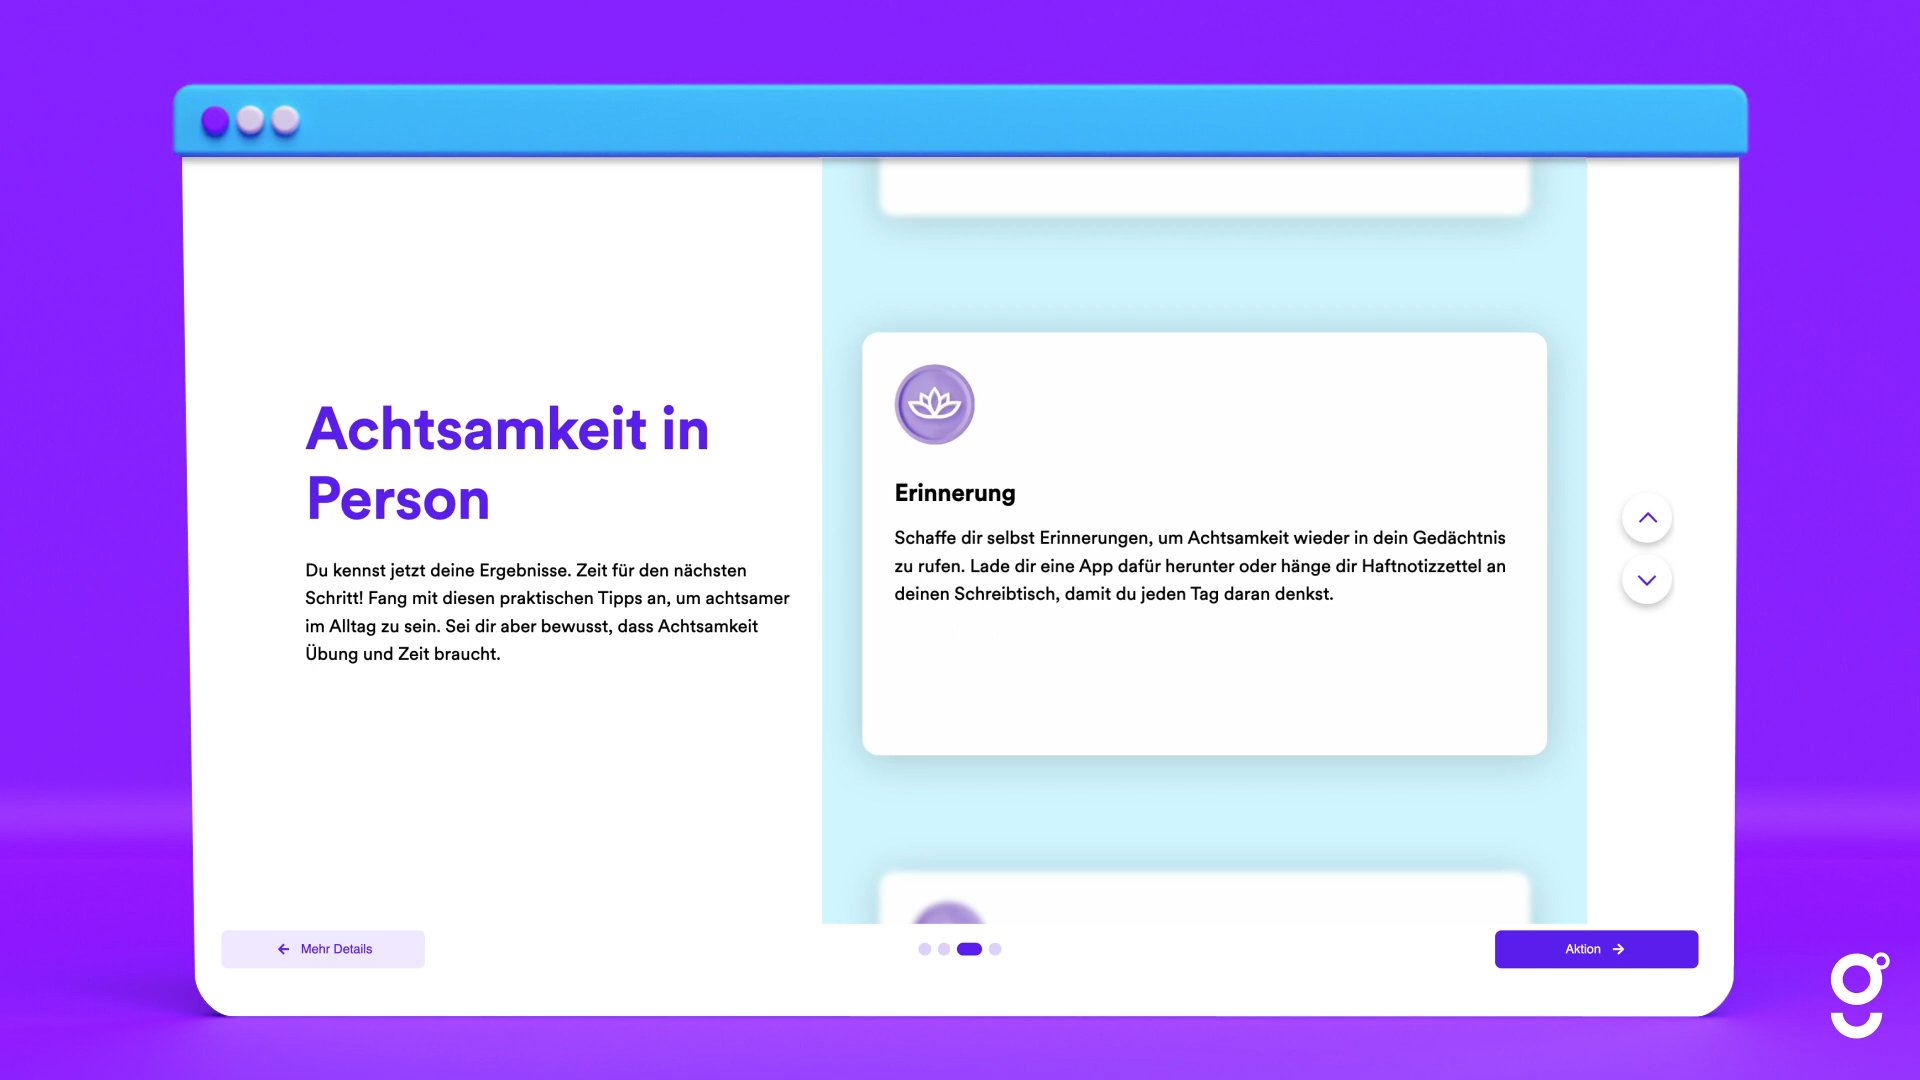 Achtsamkeit in
Person
Du kennst jetzt deine Ergebnisse. Zeit für den nächsten
Schritt! Fang mit diesen praktischen Tipps an, um achtsamer
im Alltag zu sein. Sei dir aber bewusst, dass Achtsamkeit
Übung und Zeit braucht.
Erinnerung
Schaffe dir selbst Erinnerungen, um Achtsamkeit wieder in dein Gedächtnis
zu rufen. Lade dir eine App dafür herunter oder hänge dir Haftnotizzettel an
deinen Schreibtisch, damit du jeden Tag daran denkst.
Mehr Details
Aktion